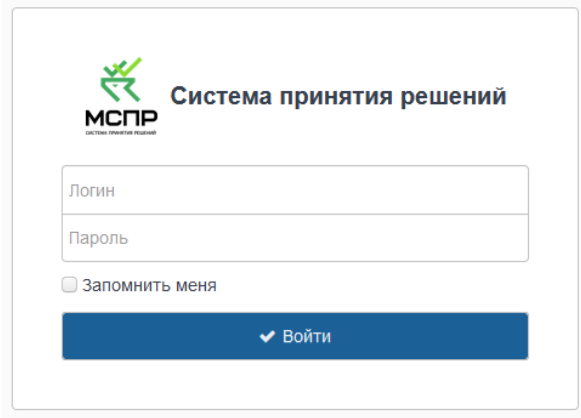 Система принятия решений
МСПР
СИСТЕМА ПРИНЯТИЯ РЕШЕНИЙ
Логин
Пароль
Запомнить меня
Войти